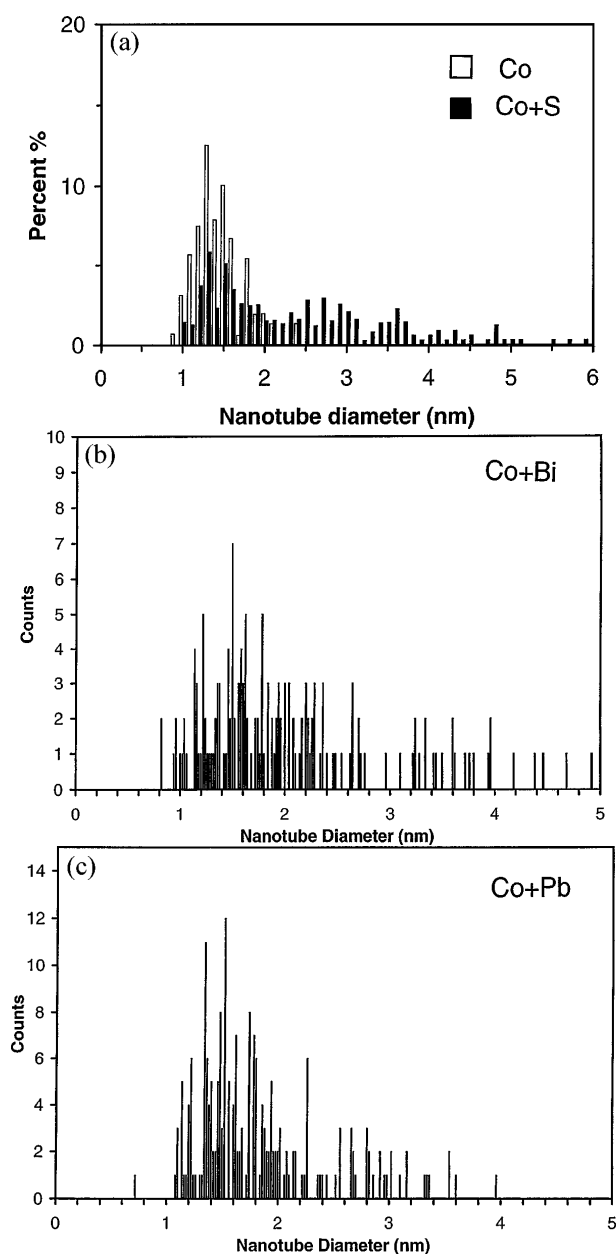 (a)
20
10
0
Percent %
Co
Co+S
0 1 2 3 4 5 6
Nanotube diameter (nm)
(b)
Co+Bi
10
9
8
7
6
5
4
3
2
1
0
Counts
0 1 2 3 4 5
Nanotube Diameter (nm)
(c)
Co+Pb
14
12
10
8
6
4
2
0
Counts
0 1 2 3 4 5
Nanotube Diameter (nm)